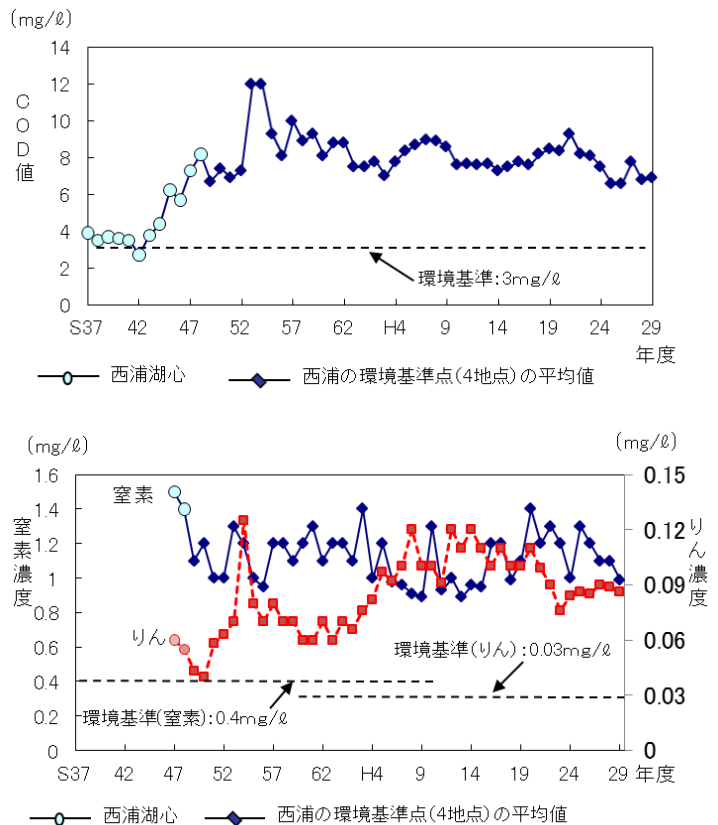 (mg/ℓ)
14
12
10
8
6
4
2
0
COD値
環境基準:3mg/ℓ
S37 42 47 52 57 62 H4 9 14 19 24 29
年度
西浦湖心 西浦の環境基準点(4地点)の平均値
(mg/ℓ) (mg/ℓ)
1.6
1.4
1.2
1
0.8
0.6
0.4
0.2
0
窒素濃度
窒素
りん
環境基準(りん):0.03mg/ℓ
環境基準(窒素):0.4mg/ℓ
0.15
0.12
0.09
0.06
0.03
0
りん濃度
S37 42 47 52 57 62 H4 9 14 19 24 29 年度
西浦湖心 西浦の環境基準点(4地点)の平均値